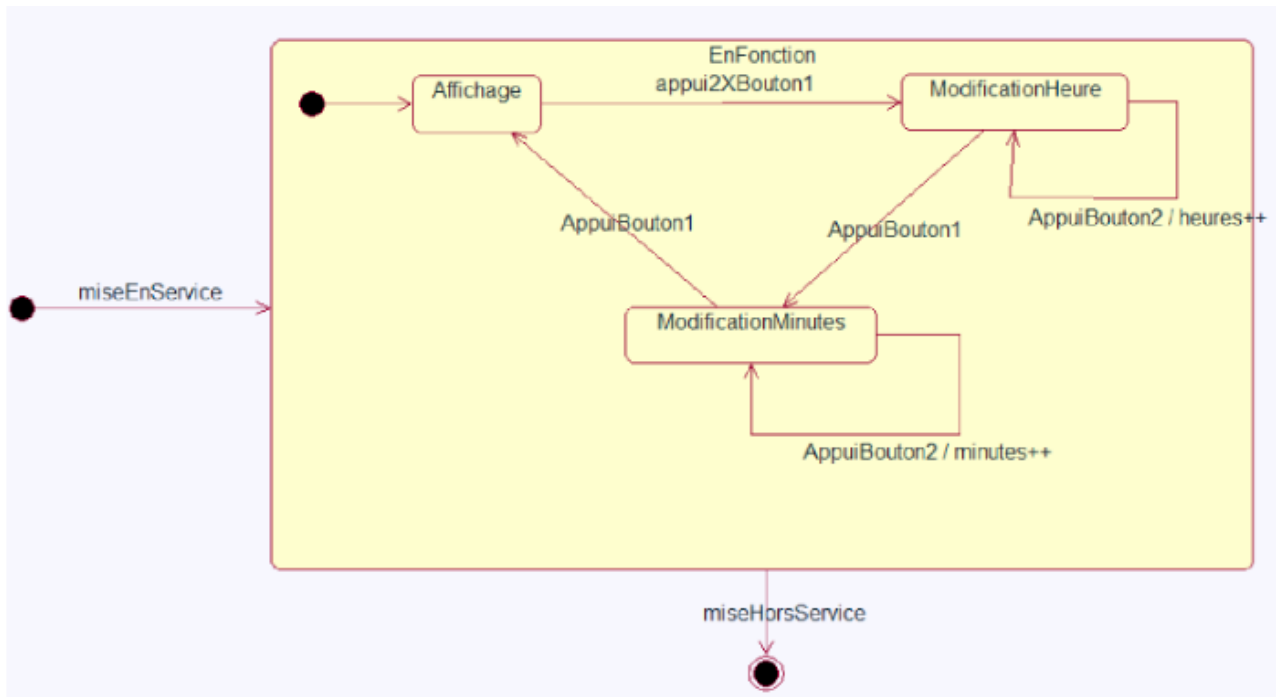 EnFonction
Affichage
appui2XBouton1
ModificationHeure
AppuiBouton2 / heures++
AppuiBouton1
AppuiBouton1
miseEnService
ModificationMinutes
AppuiBouton2 / minutes++
miseHorsService